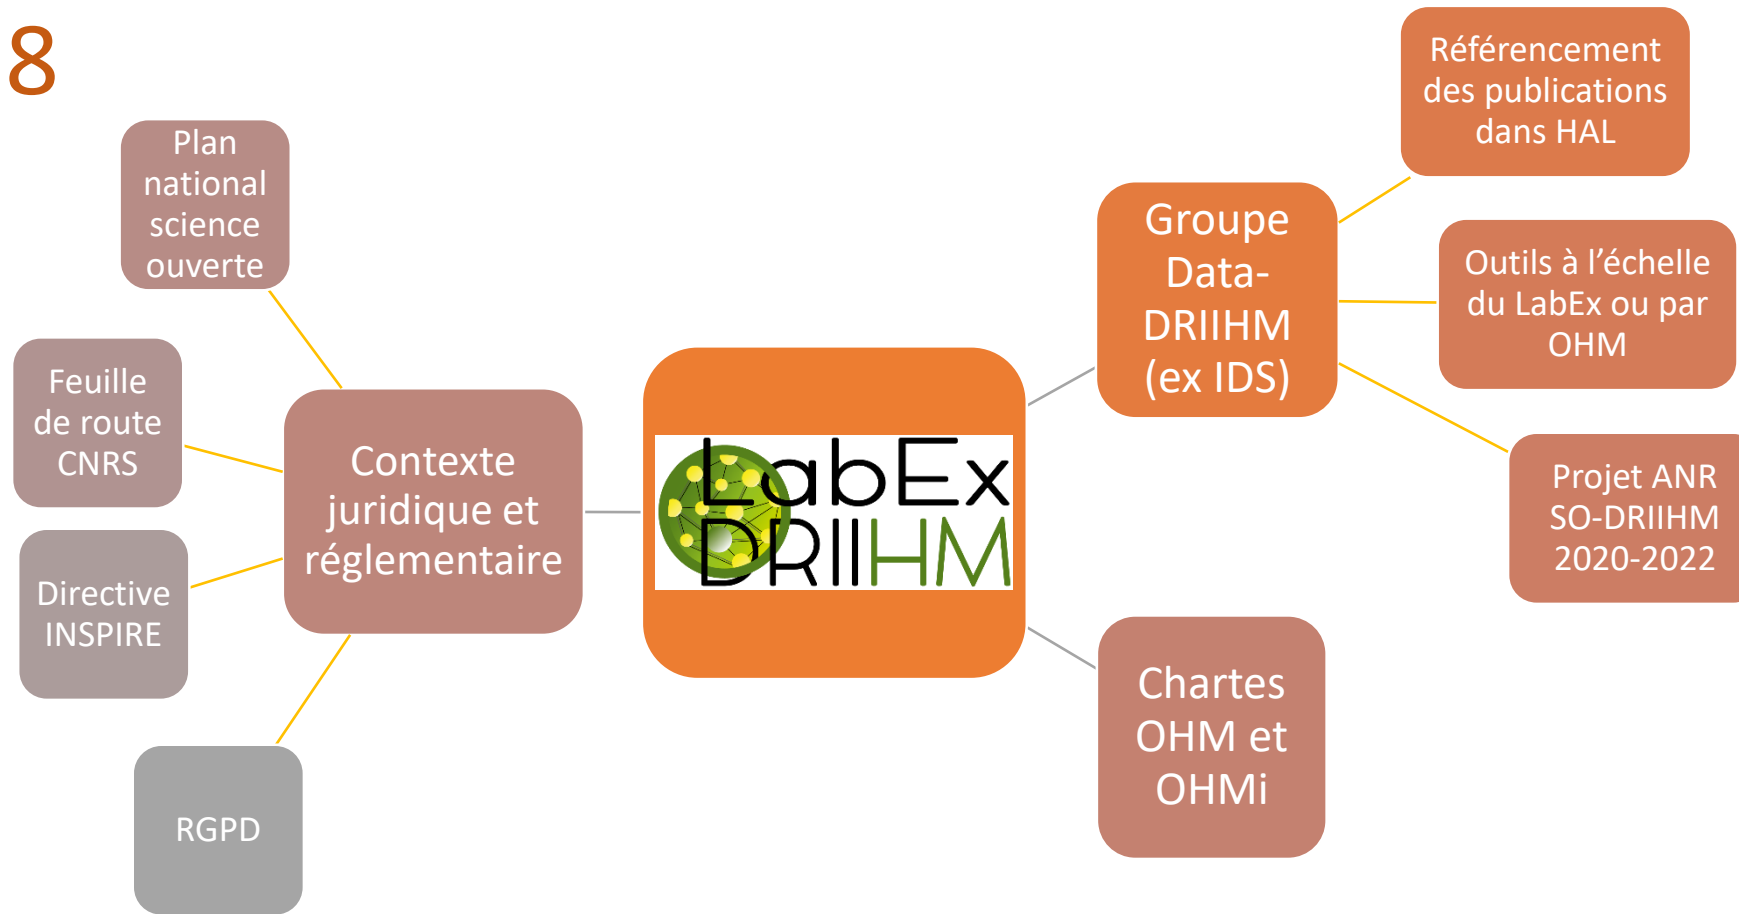 8
Plan
national
science
ouverte
Feuille
de route
CNRS
Directive
INSPIRE
RGPD
Contexte
juridique et
réglementaire
LabEx
DRIIHM
Groupe
Data-
DRIIHM
(ex IDS)
Référencement
des publications
dans HAL
Outils à l’échelle
du LabEx ou par
OHM
Projet ANR
SO-DRIIHM
2020-2022
Chartes
OHM et
OHMi